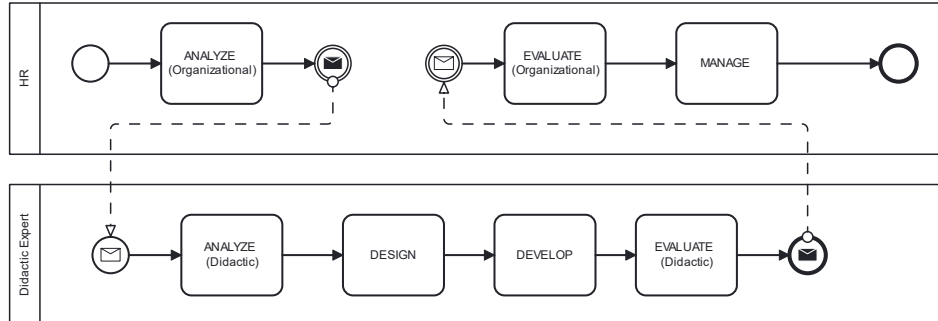 HR
ANALYZE
(Organizational)
EVALUATE
(Organizational)
MANAGE
Didactic Expert
ANALYZE
(Didactic)
DESIGN
DEVELOP
EVALUATE
(Didactic)